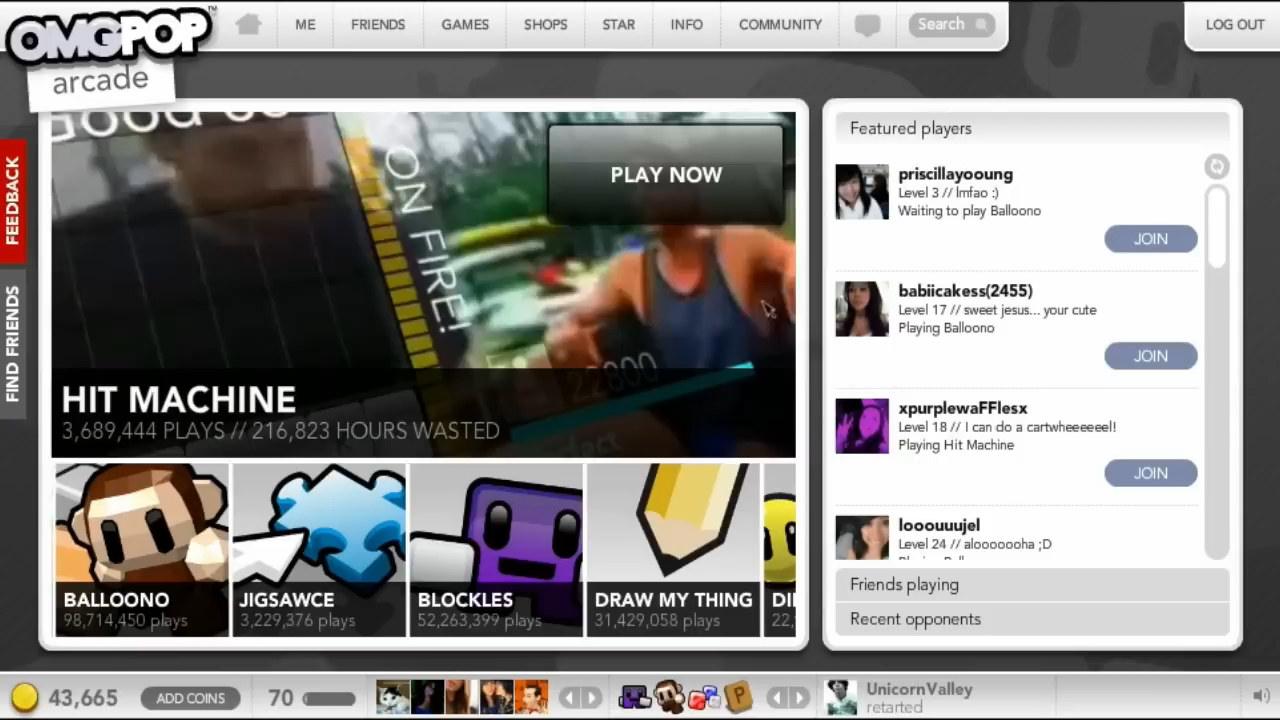 OMGPOP™
arcade
ME
FRIENDS
GAMES
SHOPS
STAR
INFO
COMMUNITY
Search
LOG OUT
FEEDBACK
FIND FRIENDS
ON FIRE!
22800
PLAY NOW
HIT MACHINE
3,689,444 PLAYS // 216,823 HOURS WASTED
BALLOONO
98,714,450 plays
JIGSAWCE
3,229,376 plays
BLOCKLES
52,263,399 plays
DRAW MY THING
31,429,058 plays
22,
Featured players
priscillayooung
Level 3 // lmfao :)
Waiting to play Balloono
JOIN
babiicakess(2455)
Level 17 // sweet jesus... your cute
Playing Balloono
JOIN
xpurplewaFFlesx
Level 18 // I can do a cartwheeeeeel!
Playing Hit Machine
JOIN
looouuujel
Level 24 // alooooooha ;D
Friends playing
Recent opponents
43,665
ADD COINS
70
P
UnicornValley
retarted